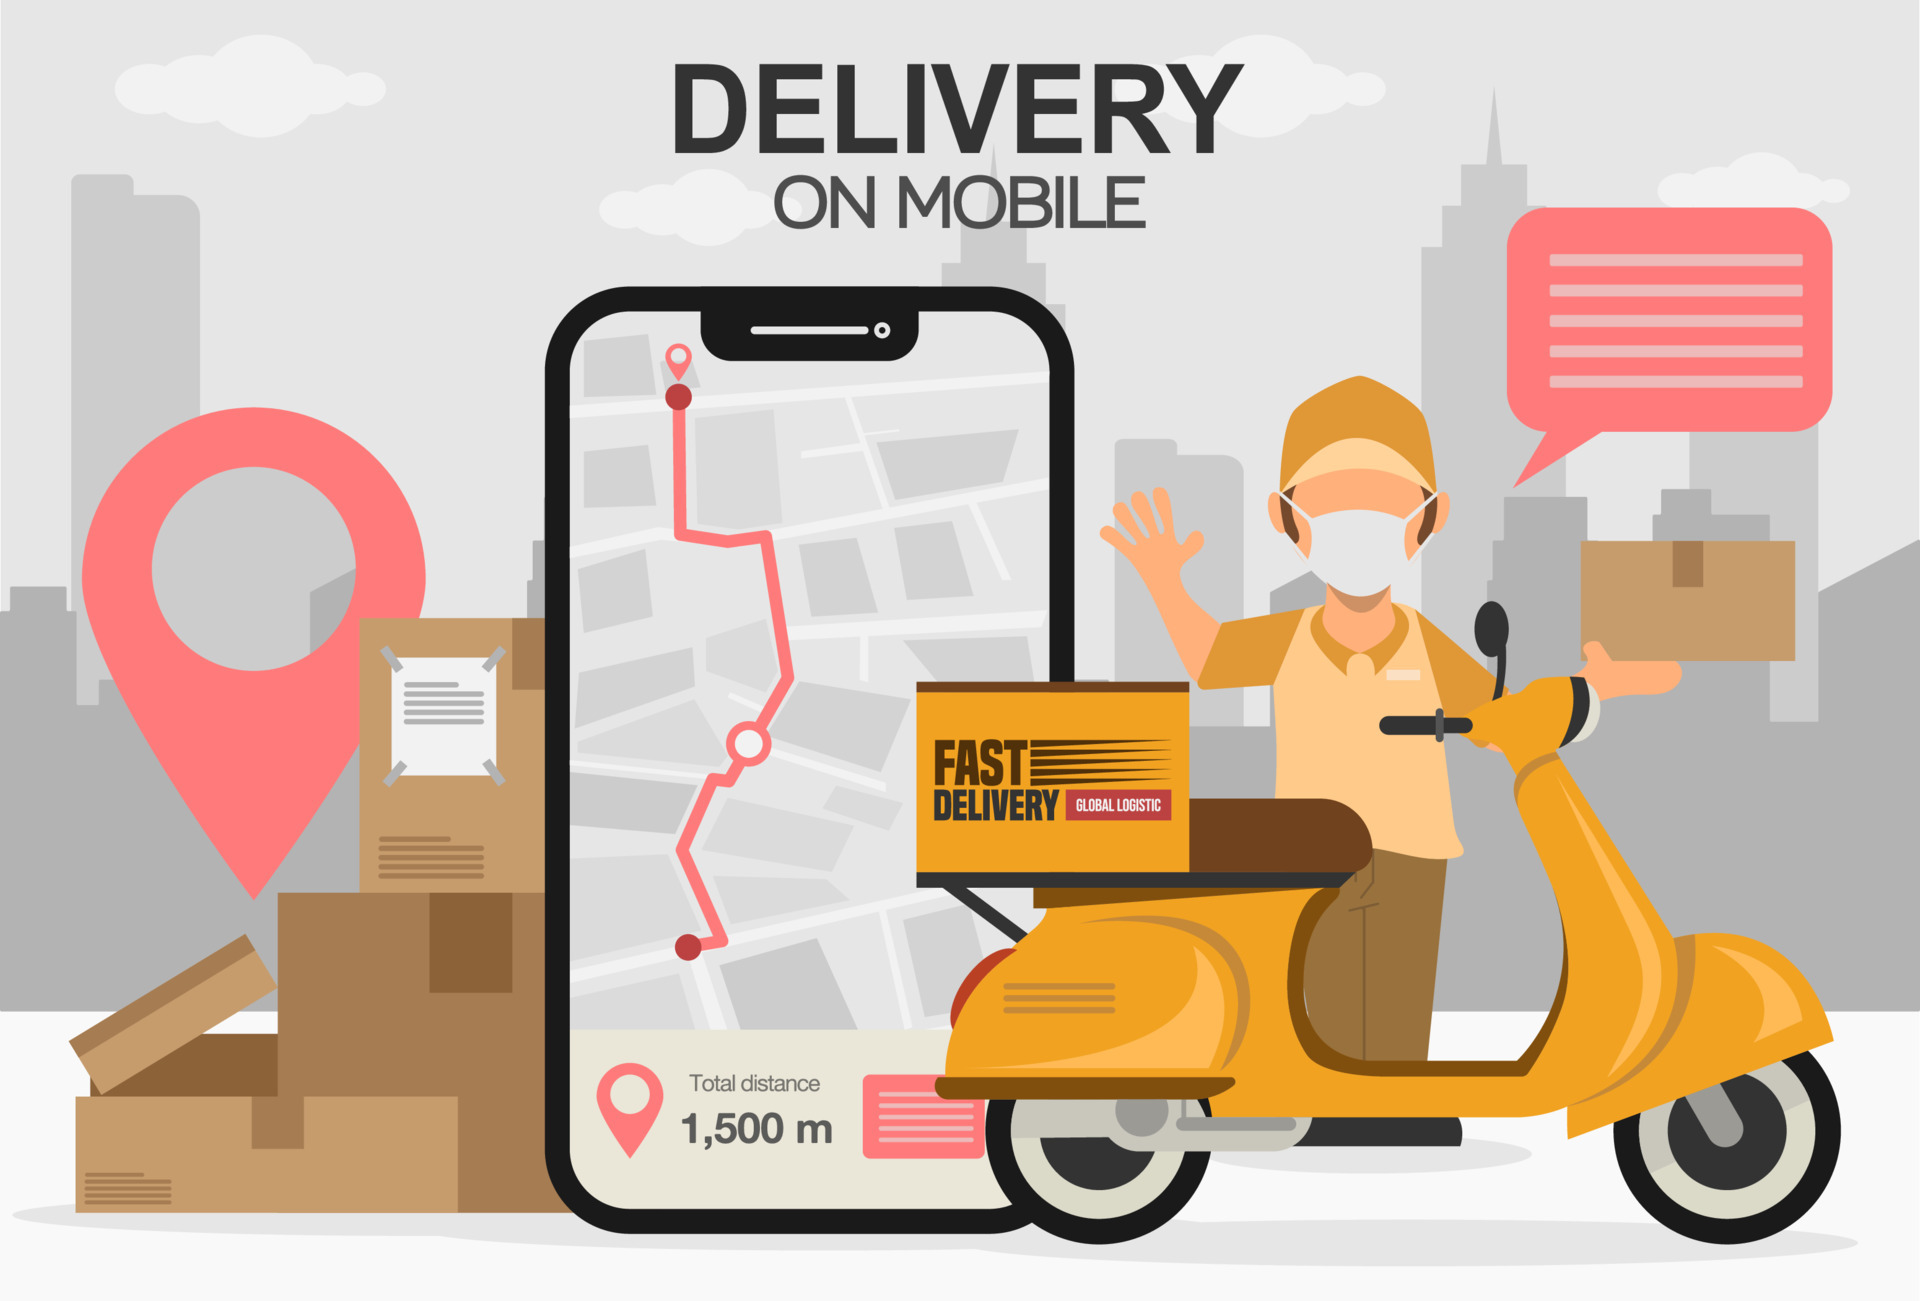 DELIVERY
ON MOBILE
FAST
DELIVERY GLOBAL LOGISTIC
Total distance
1,500 m